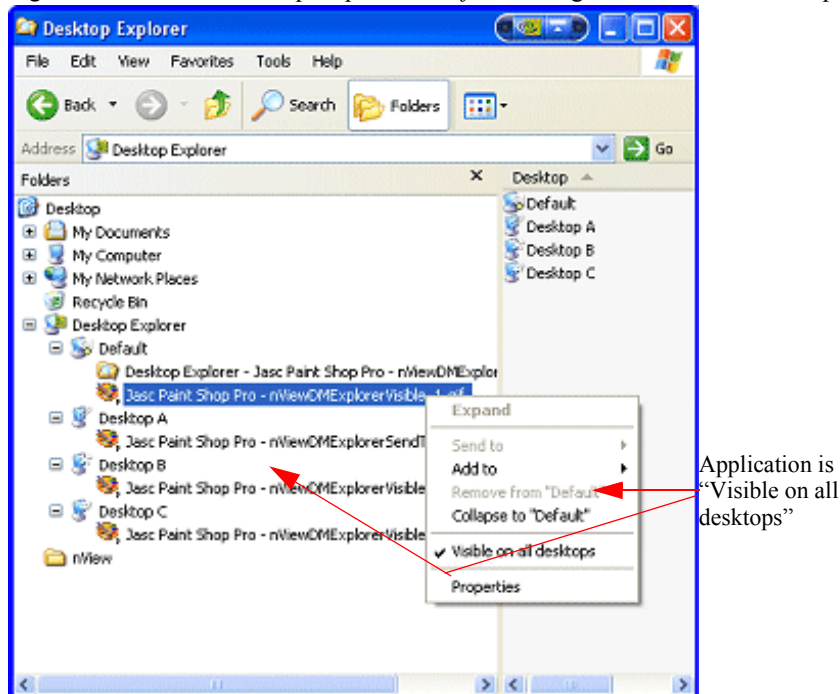 Desktop Explorer
File Edit View Favorites Tools Help
Back Search Folders
Address Desktop Explorer Go
Folders x Desktop
Desktop
My Documents
My Computer
My Network Places
Recycle Bin
Desktop Explorer
Default
Desktop Explorer - Jasc Paint Shop Pro - nViewDMExplor
Jasc Paint Shop Pro - nViewDMExplorerVisible_1.gif
Desktop A
Jasc Paint Shop Pro - nViewDMExplorerSendT
Desktop B
Jasc Paint Shop Pro - nViewDMExplorerVisible
Desktop C
Jasc Paint Shop Pro - nViewDMExplorerVisible
nView
Default
Desktop A
Desktop B
Desktop C
Expand
Send to
Add to
Remove from "Default"
Collapse to "Default"
Visible on all desktops
Properties
Application is
“Visible on all
desktops”